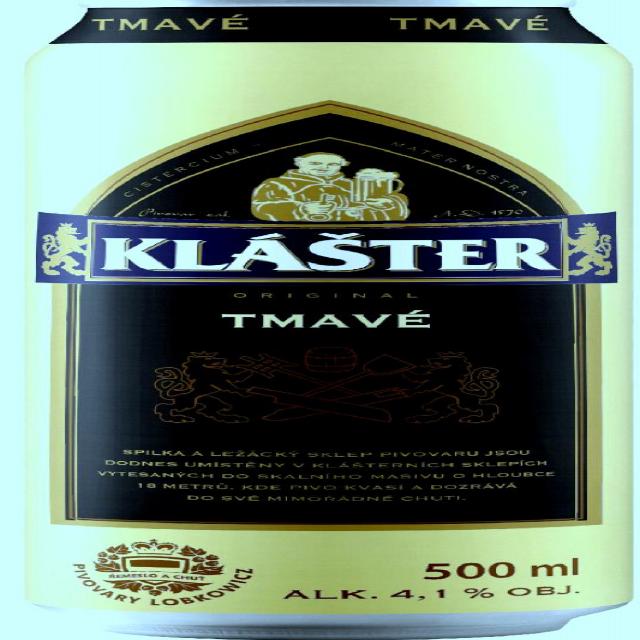 TMAVÉ TMAVÉ
CISTERCIUM - MATER NOSTRA
Pivovar zal. A.D. 1570
KLÁŠTER
ORIGINAL
TMAVÉ
SPILKA A LEŽÁCKÝ SKLEP PIVOVARU JSOU
DODNES UMÍSTĚNY V KLÁŠTERNÍCH SKLEPÍCH
VYTESANÝCH DO SKALNÍHO MASIVU O HLOUBCE
18 METRŮ, KDE PIVO KVASÍ A DOZRÁVÁ
DO SVÉ MIMOŘÁDNÉ CHUTI.
ŘEMESLO A CHUŤ
PIVOVARY LOBKOWICZ
500 ml
ALK. 4,1 % OBJ.